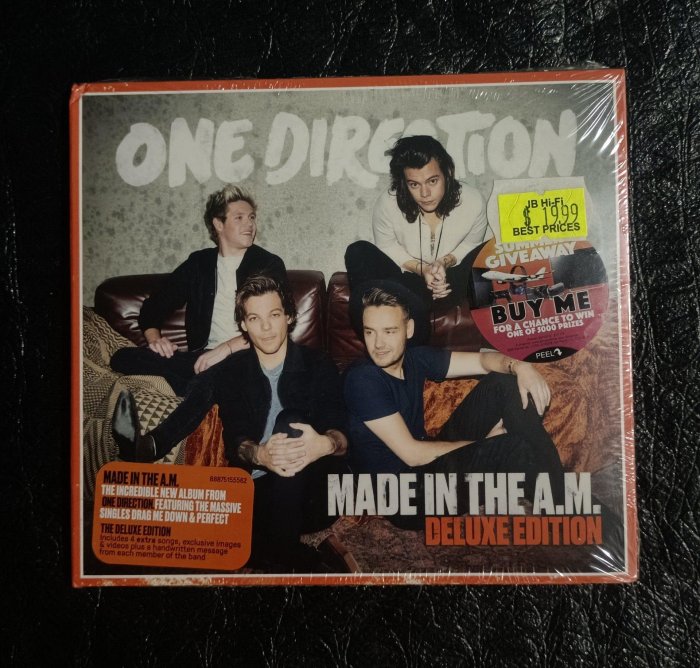 ONE DIRECTION
JB Hi-Fi
$ 19.99
BEST PRICES
SUMMER
GIVEAWAY
BUY ME
FOR A CHANCE TO WIN
ONE OF 5000 PRIZES
PEEL
MADE IN THE A.M.
88875155562
THE INCREDIBLE NEW ALBUM FROM
ONE DIRECTION, FEATURING THE MASSIVE
SINGLES DRAG ME DOWN & PERFECT
THE DELUXE EDITION
Includes 4 extra songs, exclusive images
& videos plus a handwritten message
from each member of the band
MADE IN THE A.M.
DELUXE EDITION